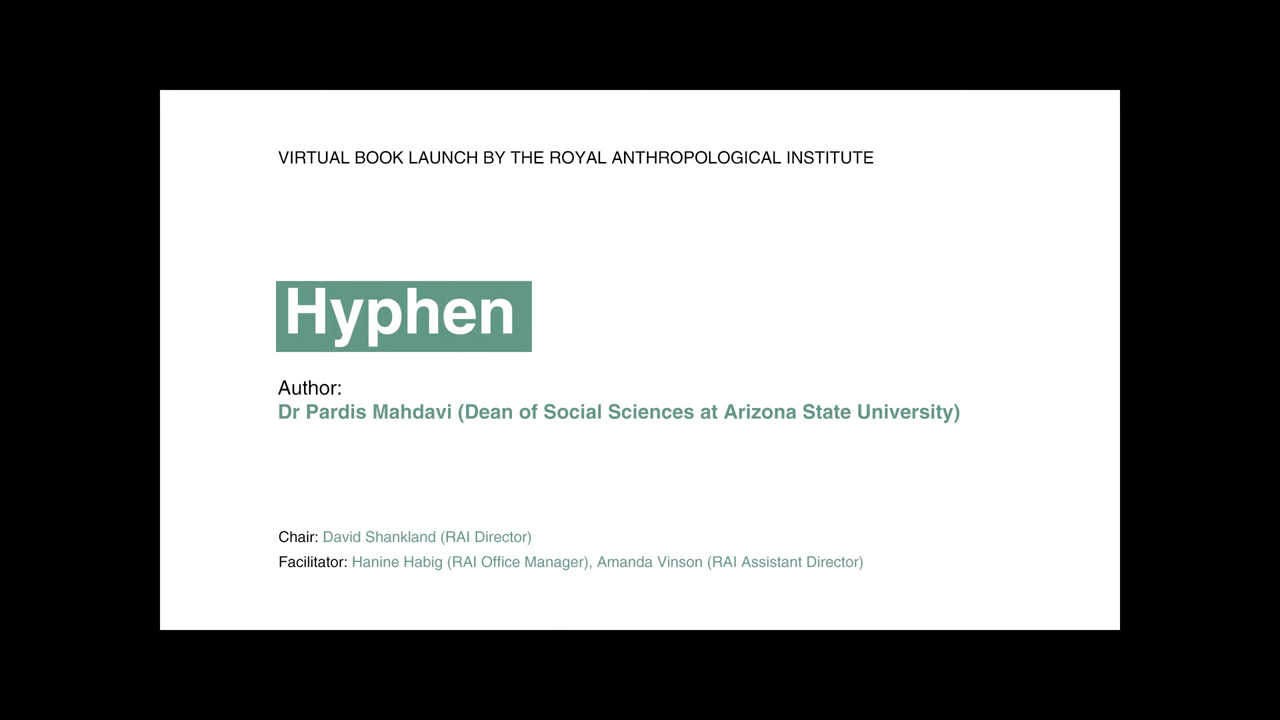 VIRTUAL BOOK LAUNCH BY THE ROYAL ANTHROPOLOGICAL INSTITUTE
Hyphen
Author:
Dr Pardis Mahdavi (Dean of Social Sciences at Arizona State University)
Chair: David Shankland (RAI Director)
Facilitator: Hanine Habig (RAI Office Manager), Amanda Vinson (RAI Assistant Director)